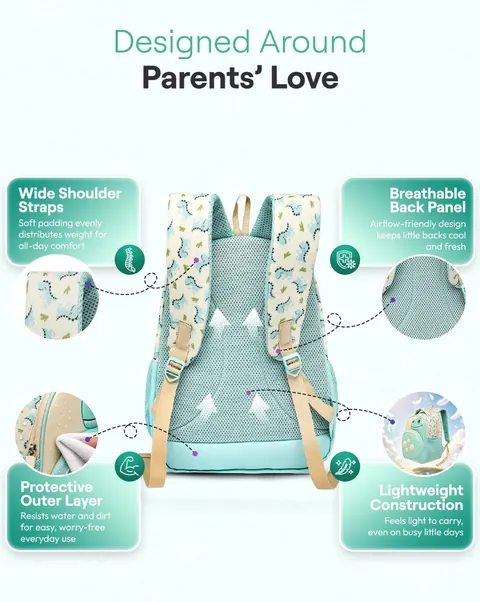 Designed Around
Parents’ Love
Wide Shoulder
Straps
Soft padding evenly
distributes weight for
all-day comfort
Breathable
Back Panel
Airflow-friendly design
keeps little backs cool
and fresh
Protective
Outer Layer
Resists water and dirt
for easy, worry-free
everyday use
Lightweight
Construction
Feels light to carry,
even on busy little days